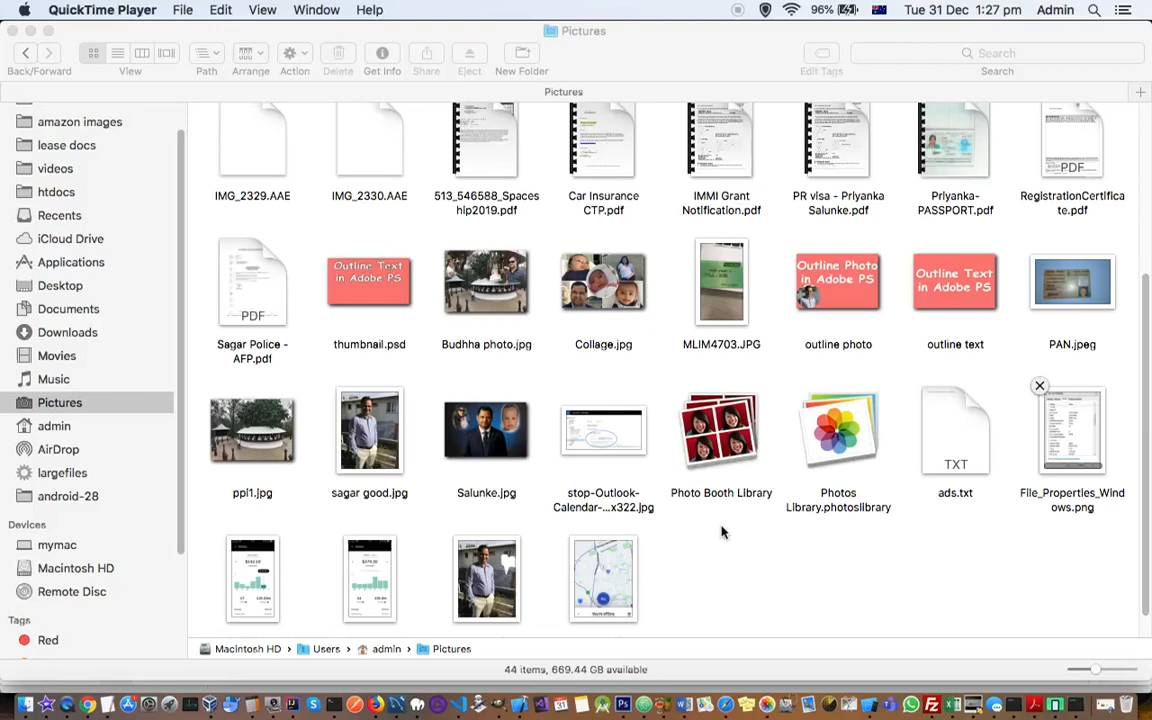 QuickTime Player File Edit View Window Help 96% Tue 31 Dec 1:27 pm Admin
Pictures
Back/Forward View Path Arrange Action Delete Get Info Share Eject New Folder Edit Tags Search Search
Pictures
amazon images
lease docs
videos
htdocs
Recents
iCloud Drive
Applications
Desktop
Documents
Downloads
Movies
Music
Pictures
admin
AirDrop
largefiles
android-28
Devices
mymac
Macintosh HD
Remote Disc
Tags
Red
PDF
IMG_2329.AAE
IMG_2330.AAE
513_546588_Spaces
hip2019.pdf
Car Insurance
CTP.pdf
IMMI Grant
Notification.pdf
PR visa - Priyanka
Salunke.pdf
Priyanka-
PASSPORT.pdf
RegistrationCertifica
te.pdf
PDF
Outline Text
in Adobe PS
Outline Photo
in Adobe PS
Outline Text
in Adobe PS
Sagar Police -
AFP.pdf
thumbnail.psd
Budhha photo.jpg
Collage.jpg
MLIM4703.JPG
outline photo
outline text
PAN.jpeg
TXT
ppl1.jpg
sagar good.jpg
Salunke.jpg
stop-Outlook-
Calendar-...x322.jpg
Photo Booth Library
Photos
Library.photoslibrary
ads.txt
File_Properties_Wind
ows.png
Macintosh HD Users admin Pictures
44 items, 669.44 GB available